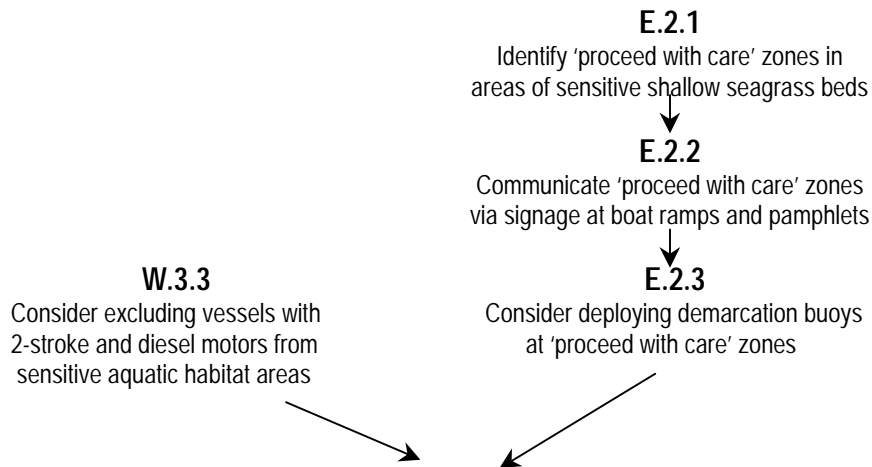 E.2.1
Identify ‘proceed with care’ zones in
areas of sensitive shallow seagrass beds
E.2.2
Communicate ‘proceed with care’ zones
via signage at boat ramps and pamphlets
W.3.3
Consider excluding vessels with
2-stroke and diesel motors from
sensitive aquatic habitat areas
E.2.3
Consider deploying demarcation buoys
at ‘proceed with care’ zones